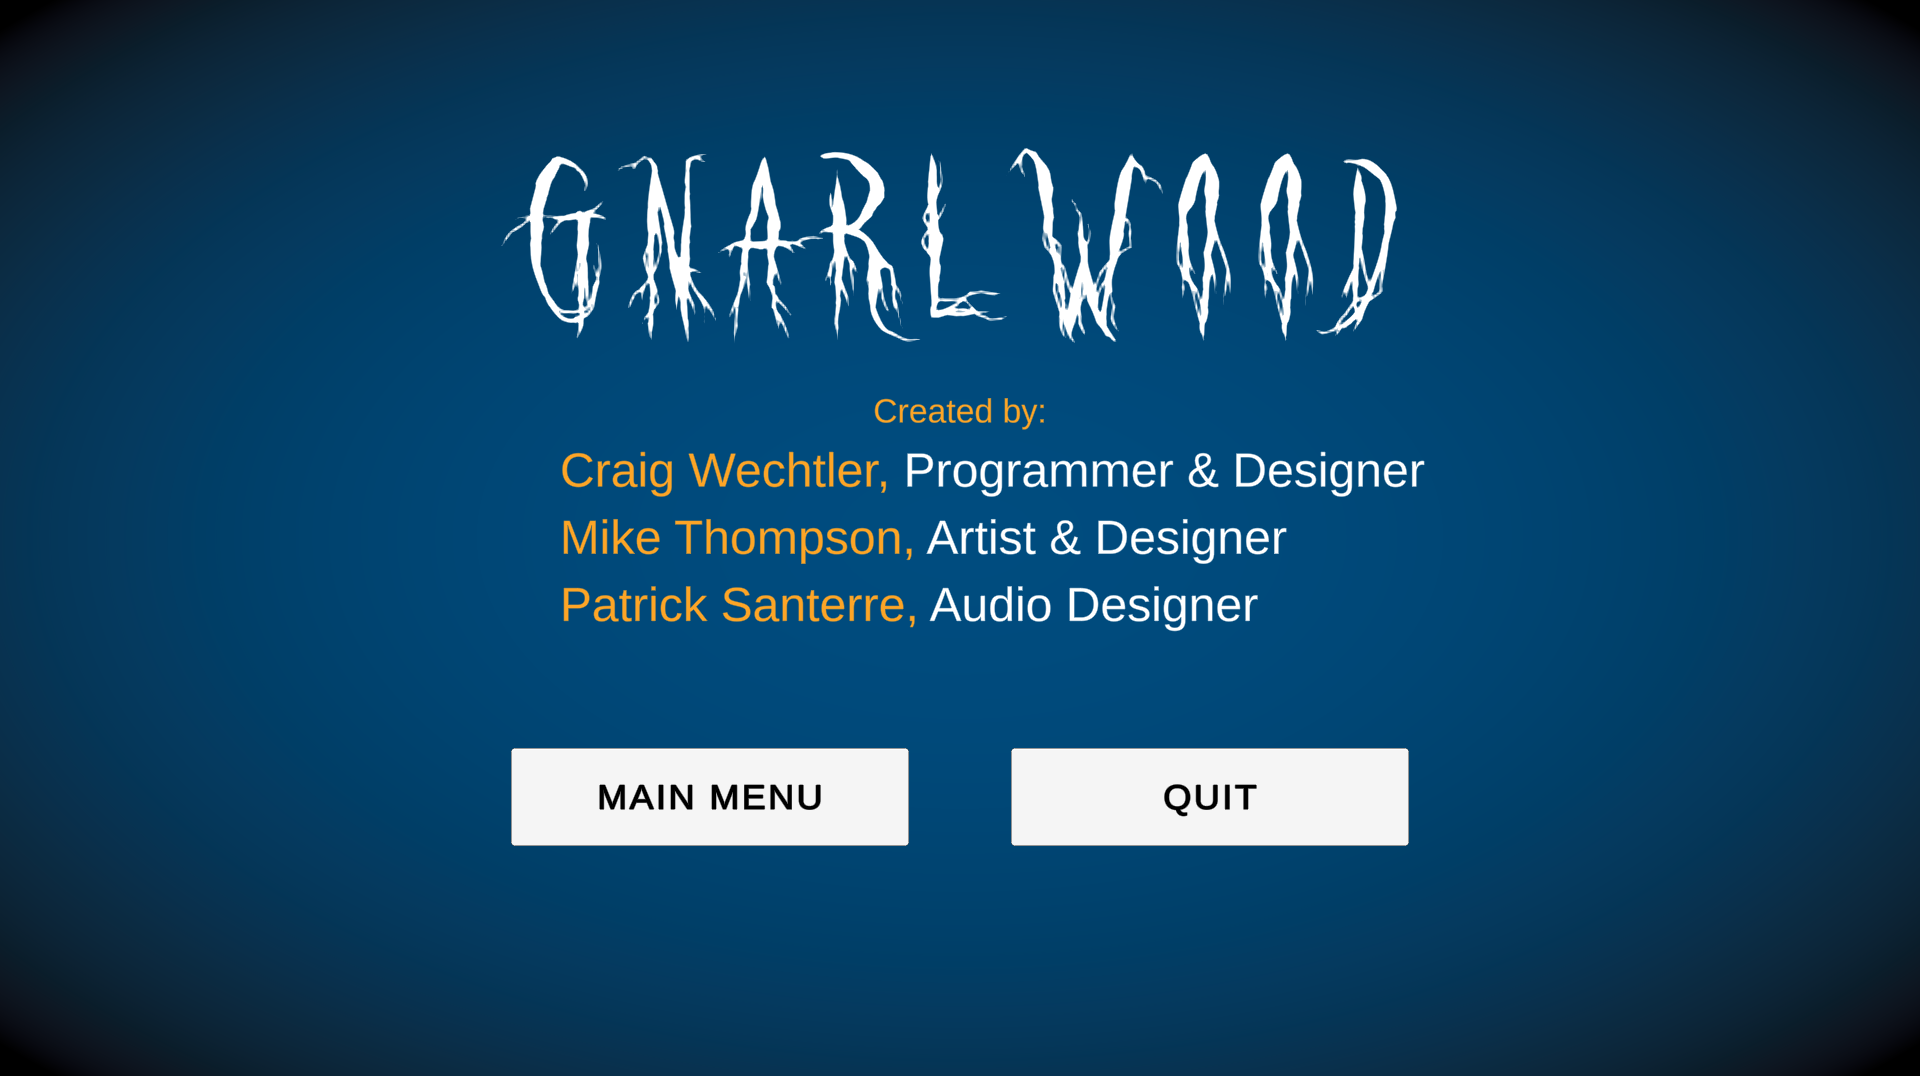 GNARLWOOD
Created by:
Craig Wechtler, Programmer & Designer
Mike Thompson, Artist & Designer
Patrick Santerre, Audio Designer
MAIN MENU
QUIT